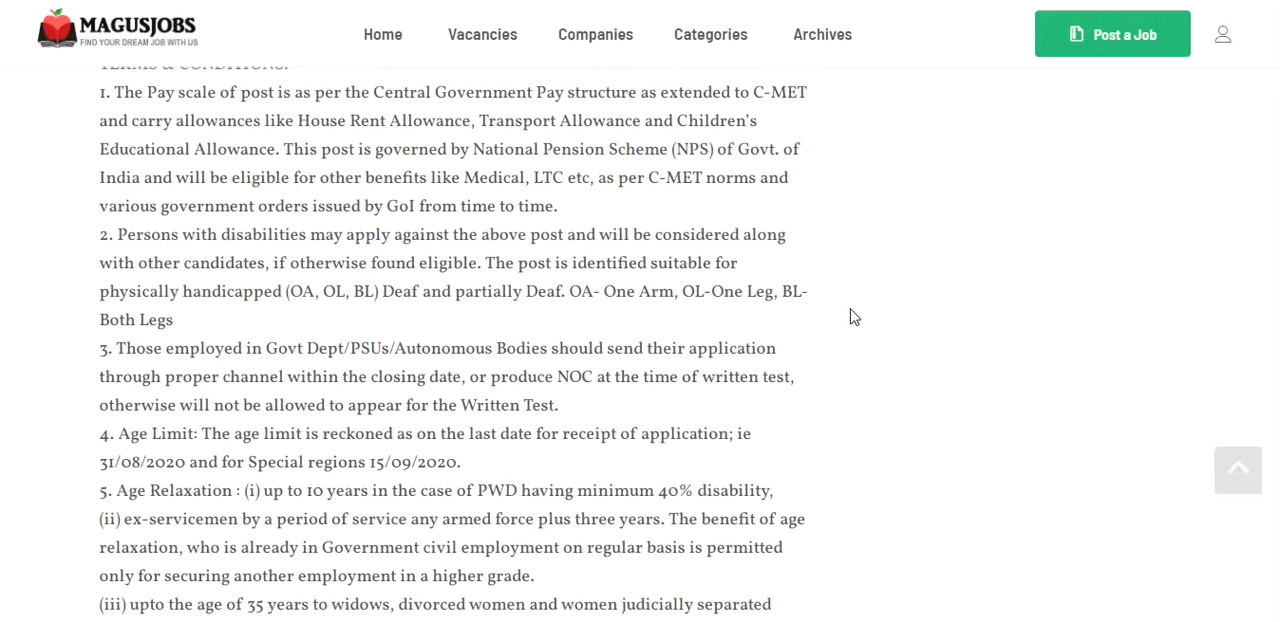 MAGUSJOBS
FIND YOUR DREAM JOB WITH US
Home
Vacancies
Companies
Categories
Archives
Post a Job
TERMS & CONDITIONS:
1. The Pay scale of post is as per the Central Government Pay structure as extended to C-MET
and carry allowances like House Rent Allowance, Transport Allowance and Children’s
Educational Allowance. This post is governed by National Pension Scheme (NPS) of Govt. of
India and will be eligible for other benefits like Medical, LTC etc, as per C-MET norms and
various government orders issued by GoI from time to time.
2. Persons with disabilities may apply against the above post and will be considered along
with other candidates, if otherwise found eligible. The post is identified suitable for
physically handicapped (OA, OL, BL) Deaf and partially Deaf. OA- One Arm, OL-One Leg, BL-
Both Legs
3. Those employed in Govt Dept/PSUs/Autonomous Bodies should send their application
through proper channel within the closing date, or produce NOC at the time of written test,
otherwise will not be allowed to appear for the Written Test.
4. Age Limit: The age limit is reckoned as on the last date for receipt of application; ie
31/08/2020 and for Special regions 15/09/2020.
5. Age Relaxation : (i) up to 10 years in the case of PWD having minimum 40% disability,
(ii) ex-servicemen by a period of service any armed force plus three years. The benefit of age
relaxation, who is already in Government civil employment on regular basis is permitted
only for securing another employment in a higher grade.
(iii) upto the age of 35 years to widows, divorced women and women judicially separated